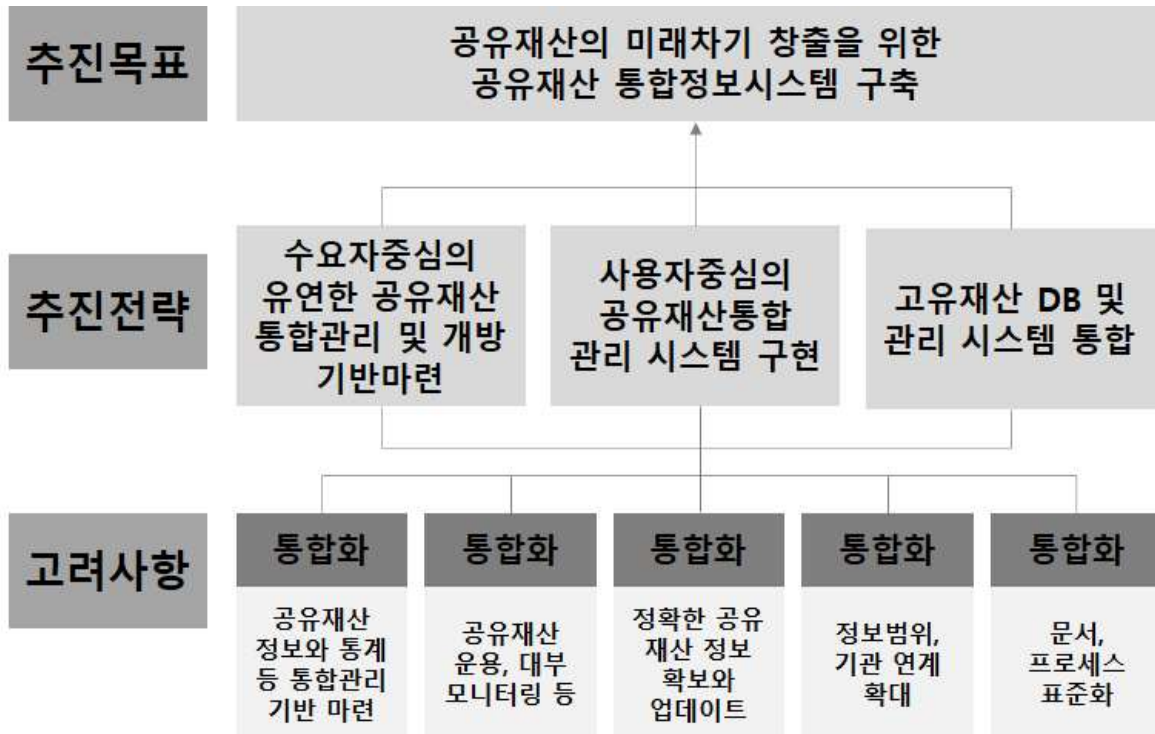 추진목표
공유재산의 미래차기 창출을 위한
공유재산 통합정보시스템 구축
추진전략
수요자중심의
유연한 공유재산
통합관리 및 개방
기반마련
사용자중심의
공유재산통합
관리 시스템 구현
고유재산 DB 및
관리 시스템 통합
고려사항
통합화
공유재산
정보와 통계
등 통합관리
기반 마련
통합화
공유재산
운용, 대부
모니터링 등
통합화
정확한 공유
재산 정보
확보와
업데이트
통합화
정보범위,
기관 연계
확대
통합화
문서,
프로세스
표준화